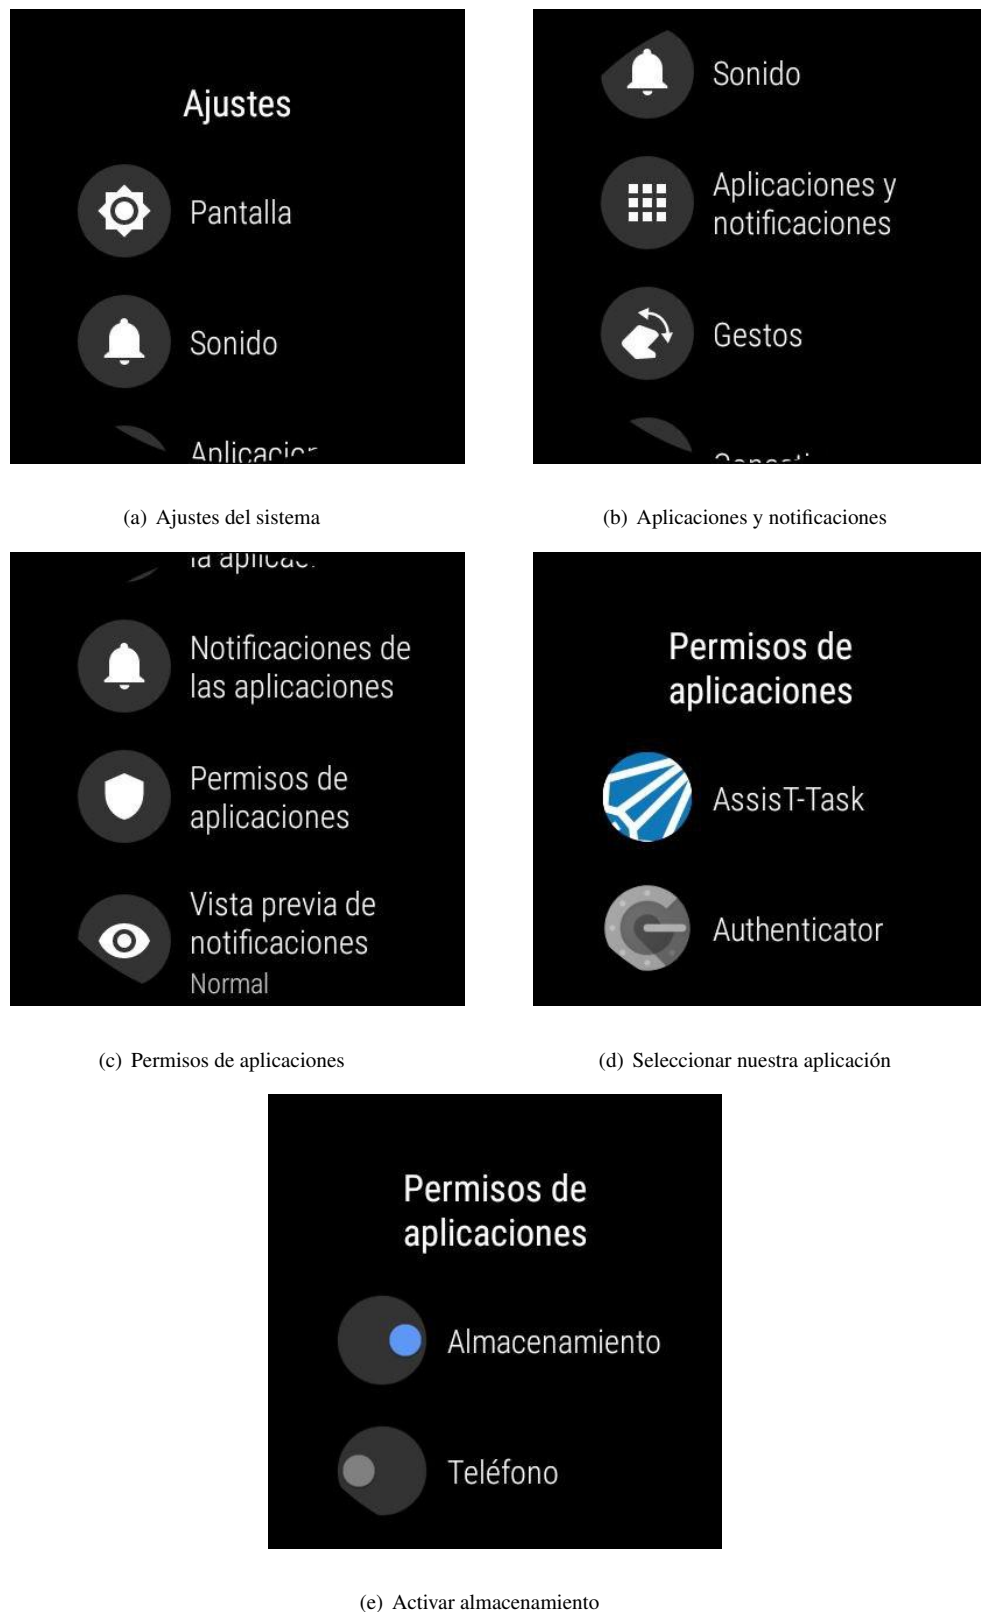 Ajustes
Pantalla
Sonido
(a) Ajustes del sistema
Sonido
Aplicaciones y
notificaciones
Gestos
(b) Aplicaciones y notificaciones
Notificaciones de
las aplicaciones
Permisos de
aplicaciones
Vista previa de
notificaciones
Normal
(c) Permisos de aplicaciones
Permisos de
aplicaciones
AssisT-Task
Authenticator
(d) Seleccionar nuestra aplicación
Permisos de
aplicaciones
Almacenamiento
Teléfono
(e) Activar almacenamiento